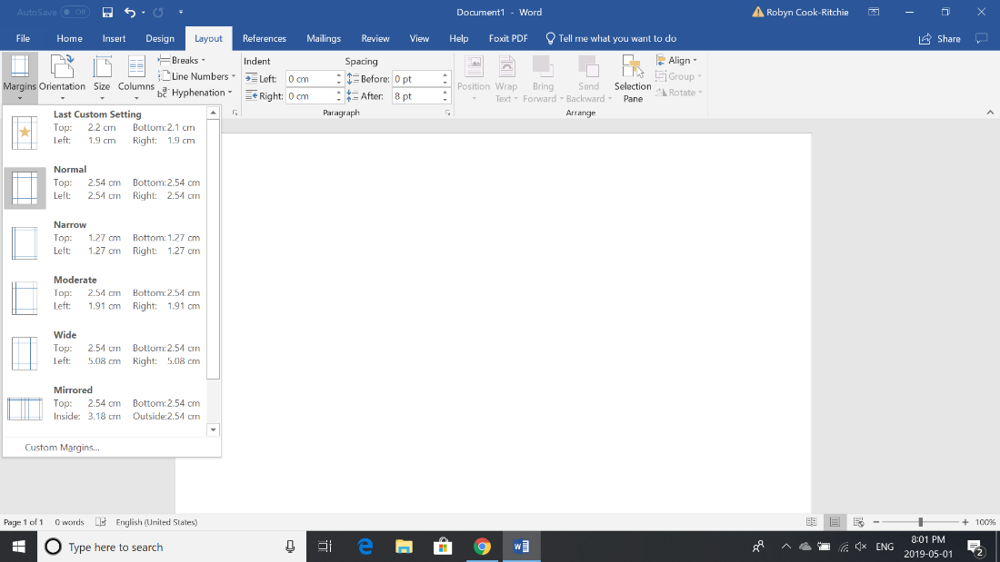 AutoSave Off Document1 - Word Robyn Cook-Ritchie
File Home Insert Design Layout References Mailings Review View Help Foxit PDF Tell me what you want to do Share
Margins Orientation Size Columns
Breaks
Line Numbers
Hyphenation
Indent Spacing
Left: 0 cm Before: 0 pt
Right: 0 cm After: 8 pt
Paragraph
Position Wrap Text Bring Forward Send Backward Selection Pane
Align
Group
Rotate
Arrange
Last Custom Setting
Top: 2.2 cm Bottom: 2.1 cm
Left: 1.9 cm Right: 1.9 cm
Normal
Top: 2.54 cm Bottom: 2.54 cm
Left: 2.54 cm Right: 2.54 cm
Narrow
Top: 1.27 cm Bottom: 1.27 cm
Left: 1.27 cm Right: 1.27 cm
Moderate
Top: 2.54 cm Bottom: 2.54 cm
Left: 1.91 cm Right: 1.91 cm
Wide
Top: 2.54 cm Bottom: 2.54 cm
Left: 5.08 cm Right: 5.08 cm
Mirrored
Top: 2.54 cm Bottom: 2.54 cm
Inside: 3.18 cm Outside: 2.54 cm
Custom Margins...
Page 1 of 1 0 words English (United States) 100%
Type here to search ENG 8:01 PM
2019-05-01 2